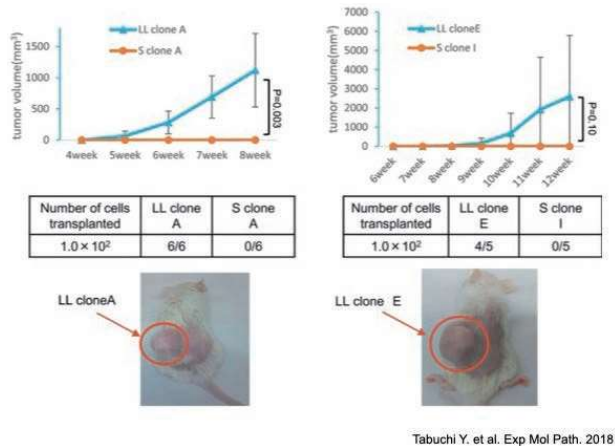 LL clone A
S clone A
tumor volume(mm³)
1500
1000
500
0
4week 5week 6week 7week 8week
P=0.003
LL cloneE
S clone I
tumor volume(mm³)
7000
6000
5000
4000
3000
2000
1000
0
6week 7week 8week 9week 10week 11week 12week
P=0.10
Number of cells transplanted LL clone A S clone A
1.0 × 10² 6/6 0/6
Number of cells transplanted LL clone E S clone I
1.0 × 10² 4/5 0/5
LL cloneA
LL clone E
Tabuchi Y. et al. Exp Mol Path. 2018